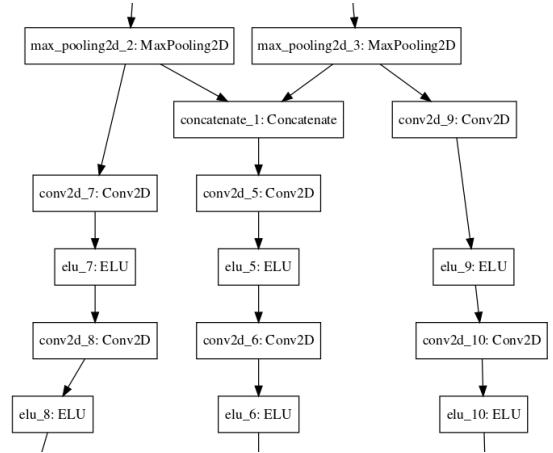 max_pooling2d_2: MaxPooling2D
max_pooling2d_3: MaxPooling2D
concatenate_1: Concatenate
conv2d_9: Conv2D
conv2d_7: Conv2D
conv2d_5: Conv2D
elu_7: ELU
elu_5: ELU
elu_9: ELU
conv2d_8: Conv2D
conv2d_6: Conv2D
conv2d_10: Conv2D
elu_8: ELU
elu_6: ELU
elu_10: ELU